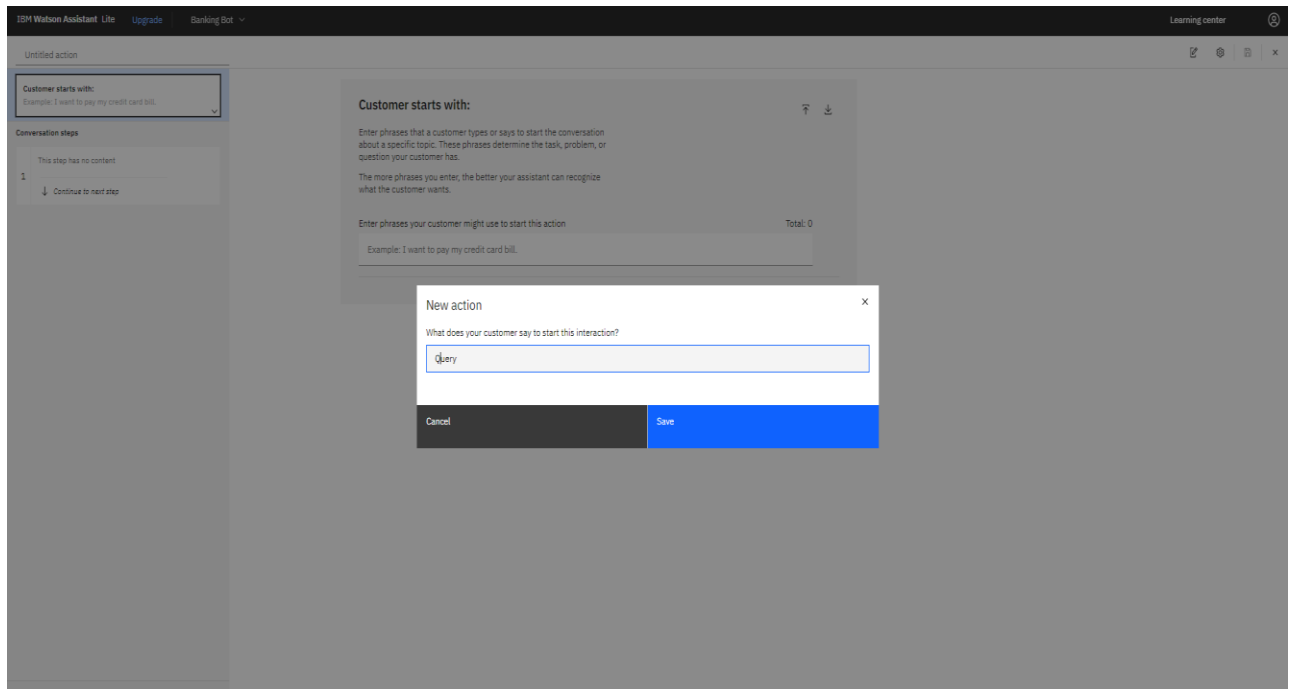 IBM Watson Assistant Lite Upgrade Banking Bot Learning center
Untitled action
Customer starts with:
Example: I want to pay my credit card bill.
Conversation steps
This step has no content
1
Continue to next step
Customer starts with:
Enter phrases that a customer types or says to start the conversation
about a specific topic. These phrases determine the task, problem, or
question your customer has.
The more phrases you enter, the better your assistant can recognize
what the customer wants.
Enter phrases your customer might use to start this action Total: 0
Example: I want to pay my credit card bill.
New action X
What does your customer say to start this interaction?
Query
Cancel Save